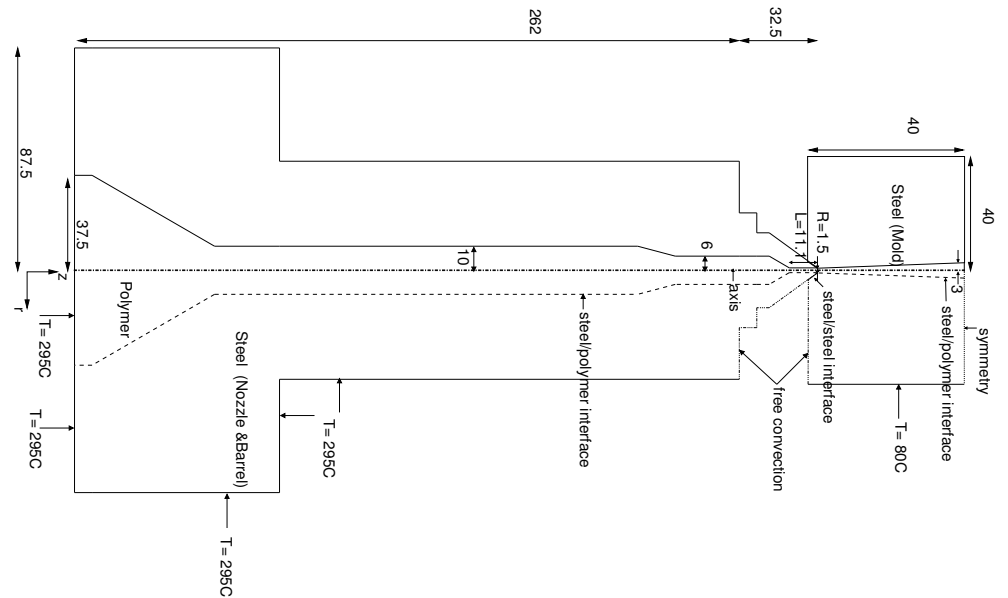 262
32.5
40
40
87.5
37.5
Steel (Mold)
R=1.5
L=11.1
6
10
3
z
r
axis
Polymer
Steel (Nozzle &Barrel)
steel/polymer interface
steel/steel interface
steel/polymer interface
symmetry
free convection
T= 295C
T= 295C
T= 295C
T= 295C
T= 80C